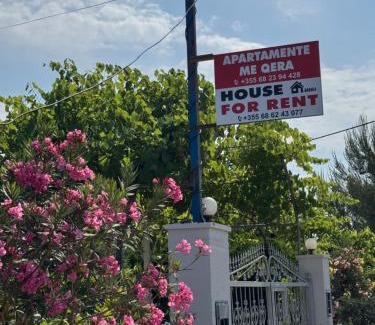 APARTAMENTE
ME QERA
+355 68 23 94 428
HOUSE
FOR RENT
+355 68 62 43 077